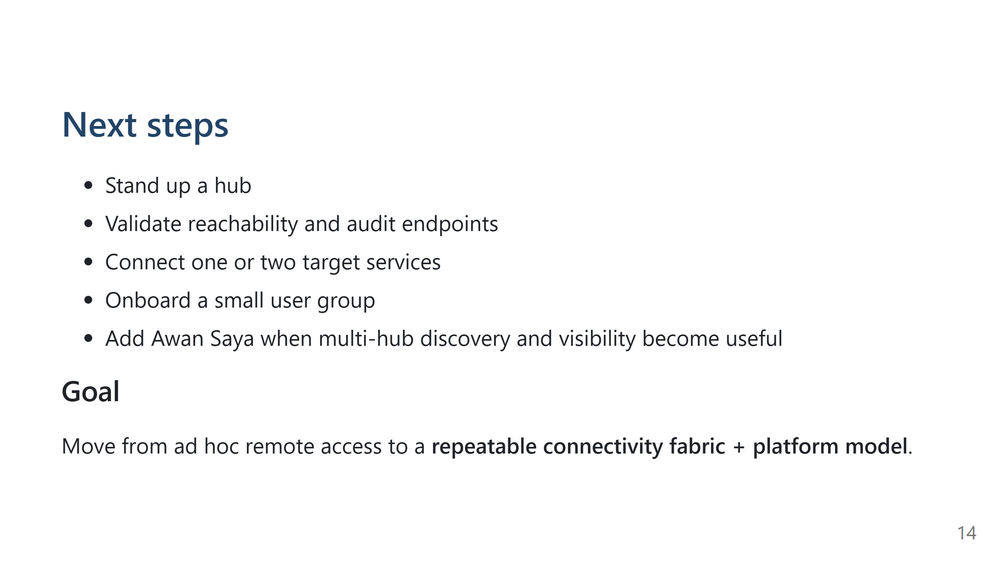 Next steps
• Stand up a hub
• Validate reachability and audit endpoints
• Connect one or two target services
• Onboard a small user group
• Add Awan Saya when multi-hub discovery and visibility become useful
Goal
Move from ad hoc remote access to a repeatable connectivity fabric + platform model.
14